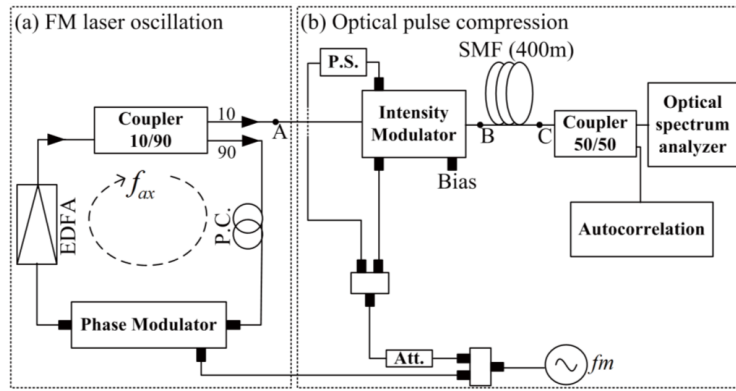 (a) FM laser oscillation
(b) Optical pulse compression
SMF (400m)
P.S.
Coupler
10/90
10
90
A
Intensity
Modulator
B
C
Coupler
50/50
Optical
spectrum
analyzer
Bias
EDFA
fax
P.C.
Autocorrelation
Phase Modulator
Att.
fm